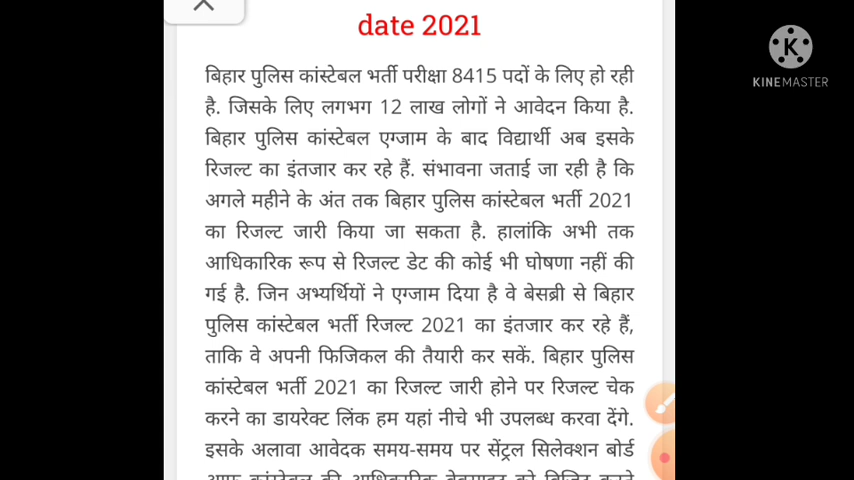 date 2021
बिहार पुलिस कांस्टेबल भर्ती परीक्षा 8415 पदों के लिए हो रही
है. जिसके लिए लगभग 12 लाख लोगों ने आवेदन किया है.
बिहार पुलिस कांस्टेबल एग्जाम के बाद विद्यार्थी अब इसके
रिजल्ट का इंतजार कर रहे हैं. संभावना जताई जा रही है कि
अगले महीने के अंत तक बिहार पुलिस कांस्टेबल भर्ती 2021
का रिजल्ट जारी किया जा सकता है. हालांकि अभी तक
आधिकारिक रूप से रिजल्ट डेट की कोई भी घोषणा नहीं की
गई है. जिन अभ्यर्थियों ने एग्जाम दिया है वे बेसब्री से बिहार
पुलिस कांस्टेबल भर्ती रिजल्ट 2021 का इंतजार कर रहे हैं,
ताकि वे अपनी फिजिकल की तैयारी कर सकें. बिहार पुलिस
कांस्टेबल भर्ती 2021 का रिजल्ट जारी होने पर रिजल्ट चेक
करने का डायरेक्ट लिंक हम यहां नीचे भी उपलब्ध करवा देंगे.
इसके अलावा आवेदक समय-समय पर सेंट्रल सिलेक्शन बोर्ड
K
KINEMASTER